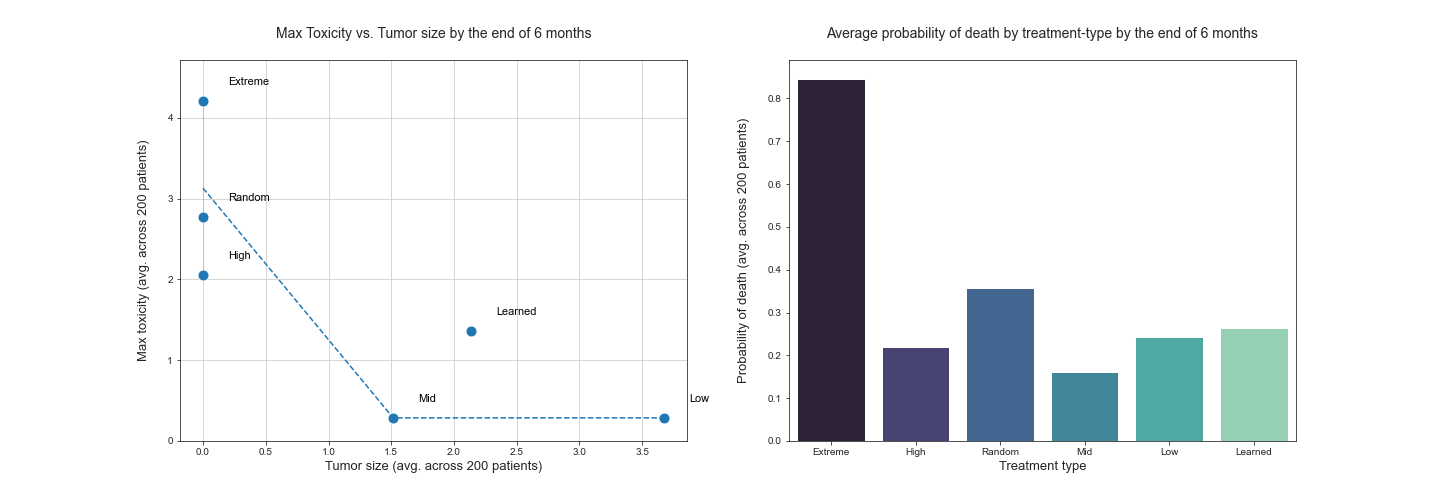 Max Toxicity vs. Tumor size by the end of 6 months
Max toxicity (avg. across 200 patients)
4
3
2
1
0
Extreme
Random
High
Learned
Mid
Low
0.0 0.5 1.0 1.5 2.0 2.5 3.0 3.5
Tumor size (avg. across 200 patients)
Average probability of death by treatment-type by the end of 6 months
Probability of death (avg. across 200 patients)
0.8
0.7
0.6
0.5
0.4
0.3
0.2
0.1
0.0
Extreme High Random Mid Low Learned
Treatment type